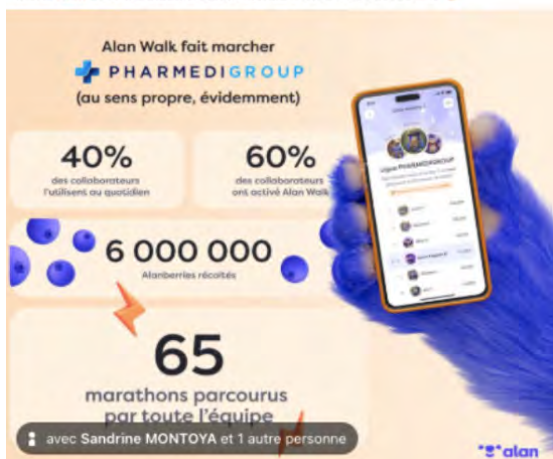 Alan Walk fait marcher
PHARMEDIGROUP
(au sens propre, évidemment)
40%
des collaborateurs
l'utilisent au quotidien
60%
des collaborateurs
ont activé Alan Walk
6 000 000
Alanberries récoltés
65
marathons parcourus
par toute l'équipe
avec Sandrine MONTOYA et 1 autre personne
alan